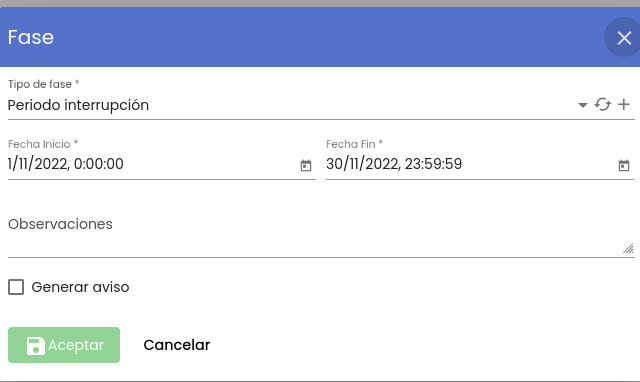 Fase
Tipo de fase *
Periodo interrupción
Fecha Inicio *
1/11/2022, 0:00:00
Fecha Fin *
30/11/2022, 23:59:59
Observaciones
Generar aviso
Aceptar
Cancelar